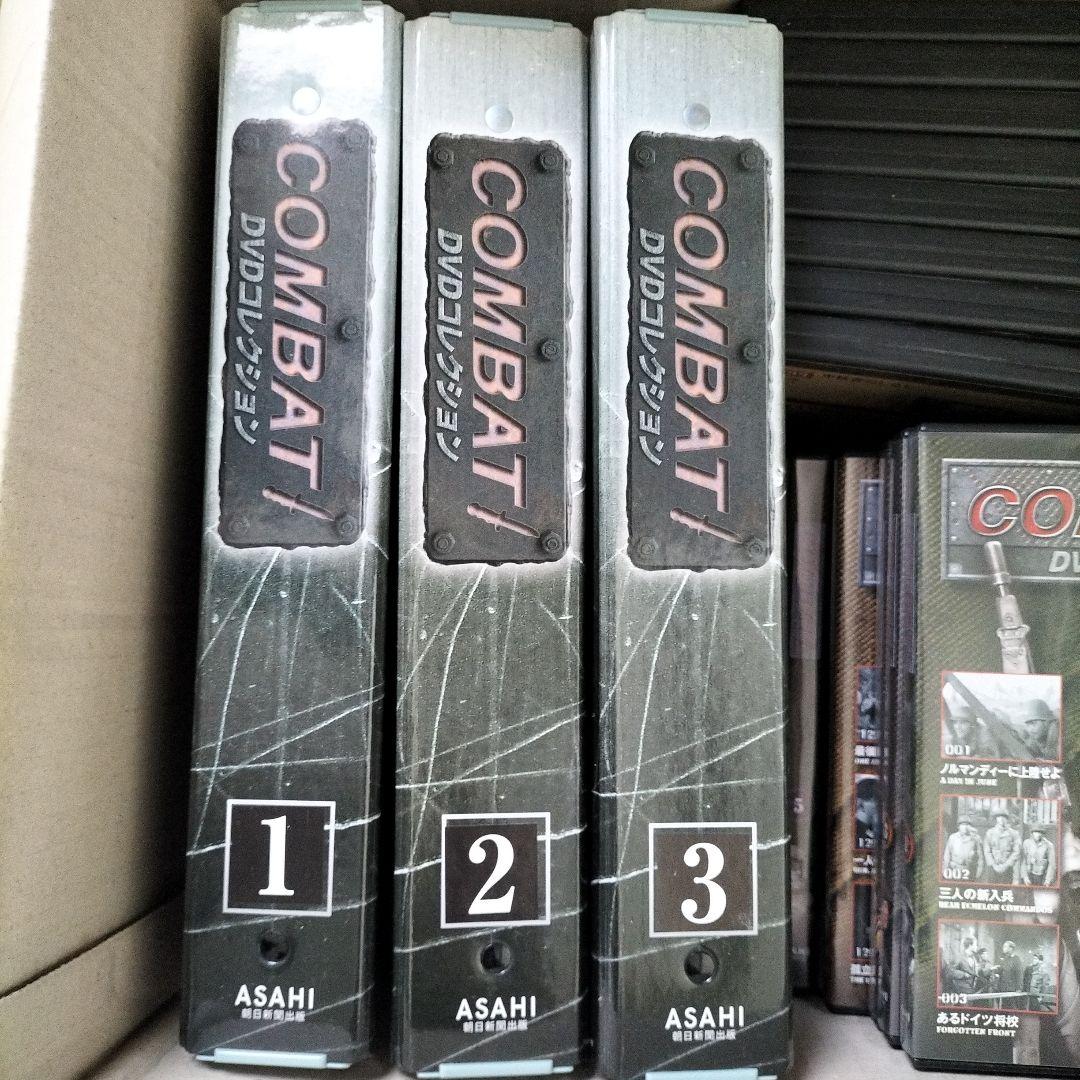 COMBAT!
DVDコレクション
1
ASAHI
朝日新聞出版
COMBAT!
DVDコレクション
2
ASAHI
朝日新聞出版
COMBAT!
DVDコレクション
3
ASAHI
朝日新聞出版
CO
DV
001
ノルマンディーに上陸せよ
A DAY IN JUNE
002
三人の新入兵
REAR ECHELON COMMANDOS
003
あるドイツ将校
FORGOTTEN FRONT